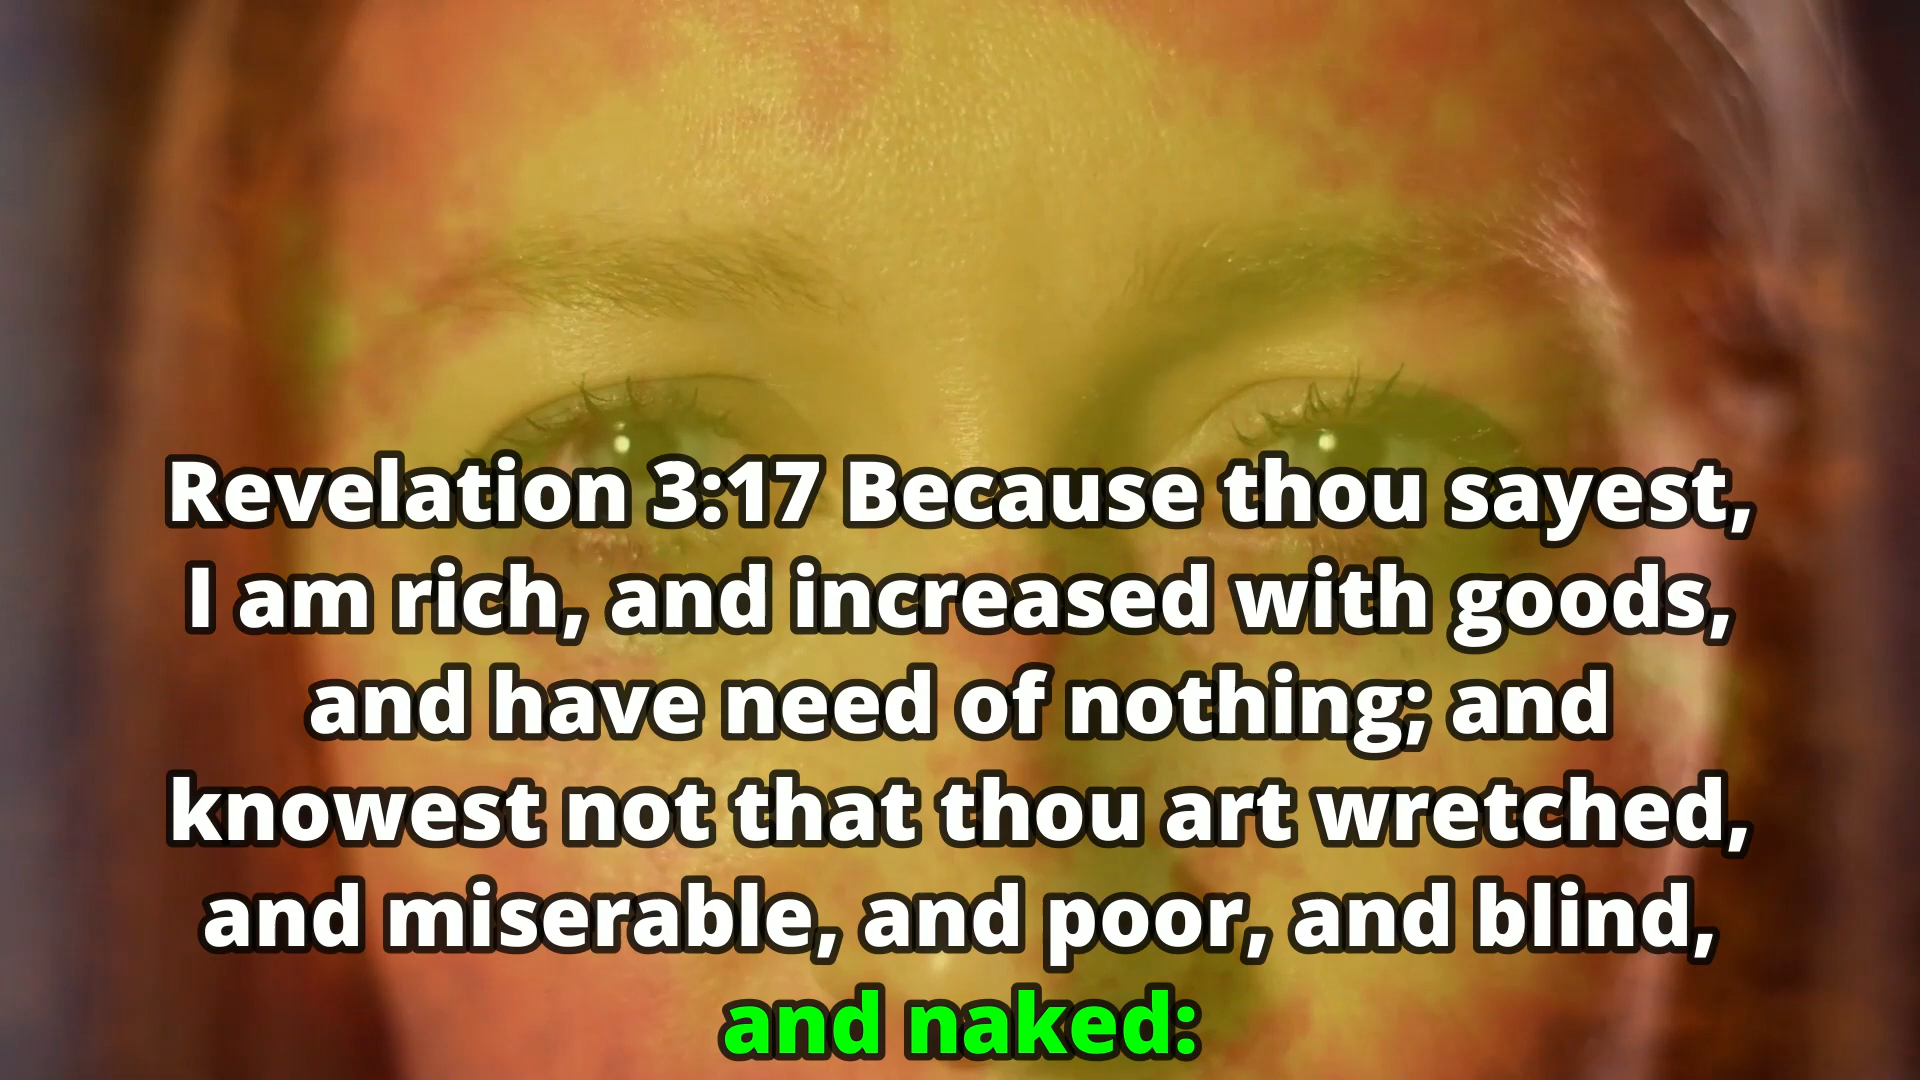 Revelation 3:17 Because thou sayest,
I am rich, and increased with goods,
and have need of nothing; and
knowest not that thou art wretched,
and miserable, and poor, and blind,
and naked: